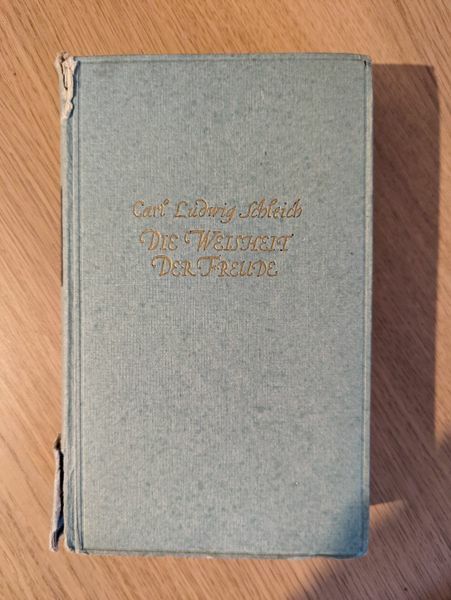 Carl Ludwig Schleich
DIE WEISHEIT
DER FREUDE